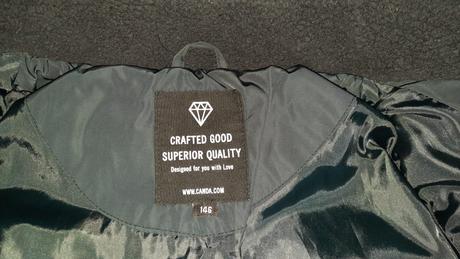 CRAFTED GOOD
SUPERIOR QUALITY
Designed for you with Love
WWW.CANDA.COM
146